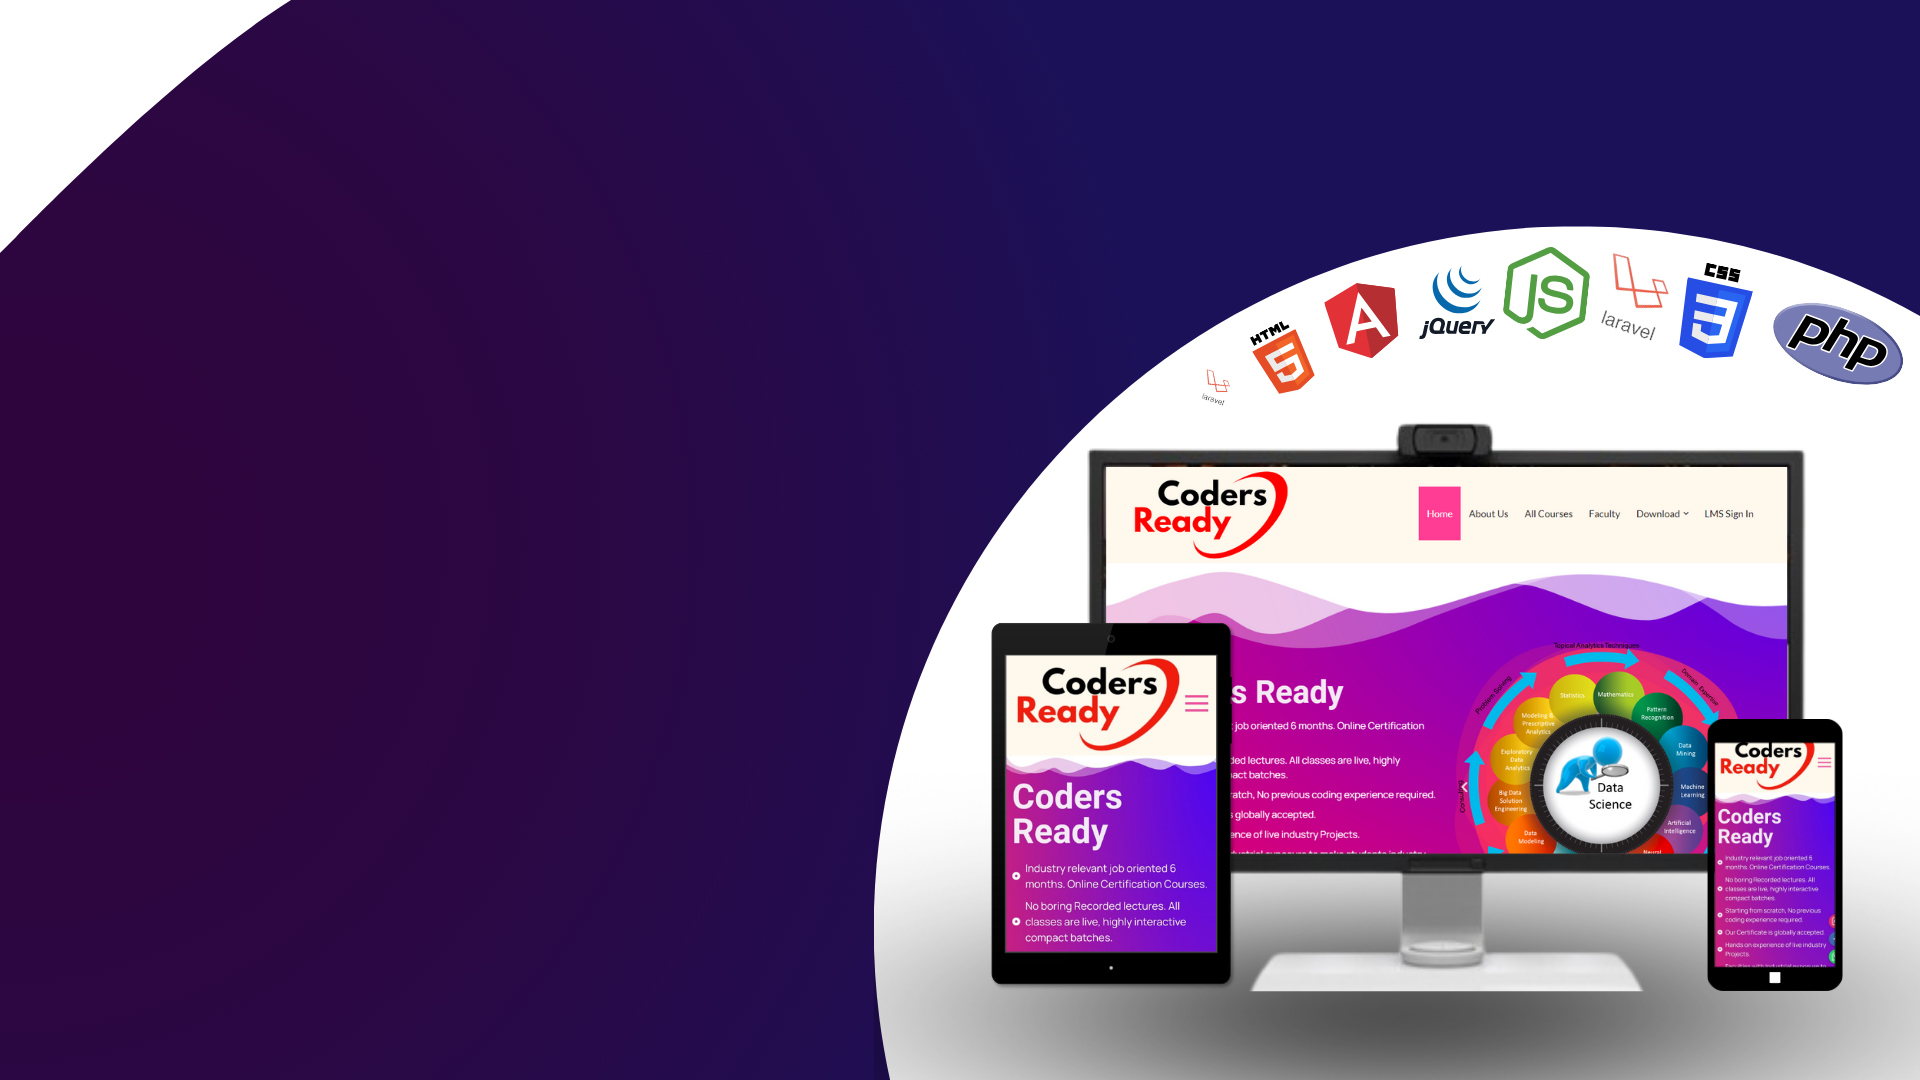 HTML
5
A
jQuery
JS
laravel
CSS
3
php
laravel
Coders
Ready
Home
About Us
All Courses
Faculty
Download
LMS Sign In
s Ready
job oriented 6 months. Online Certification
ded lectures. All classes are live, highly
act batches.
ratch, No previous coding experience required.
s globally accepted.
ence of live industry Projects.
Topical Analytics Techniques
Problem Solving
Domain Expertise
Consulting
Statistics
Mathematics
Pattern
Recognition
Modeling &
Prescriptive
Analytics
Exploratory
Data
Analytics
Data
Mining
Big Data
Solution
Engineering
Machine
Learning
Data
Modeling
Artificial
Intelligence
Neural
Data
Science
Coders
Ready
Coders
Ready
Industry relevant job oriented 6
months. Online Certification Courses.
No boring Recorded lectures. All
classes are live, highly interactive
compact batches.
Coders
Ready
Coders
Ready
Industry relevant job oriented 6
months. Online Certification Courses.
No boring Recorded lectures. All
classes are live, highly interactive
compact batches.
Starting from scratch, No previous
coding experience required.
Our Certificate is globally accepted.
Hands on experience of live industry
Projects.